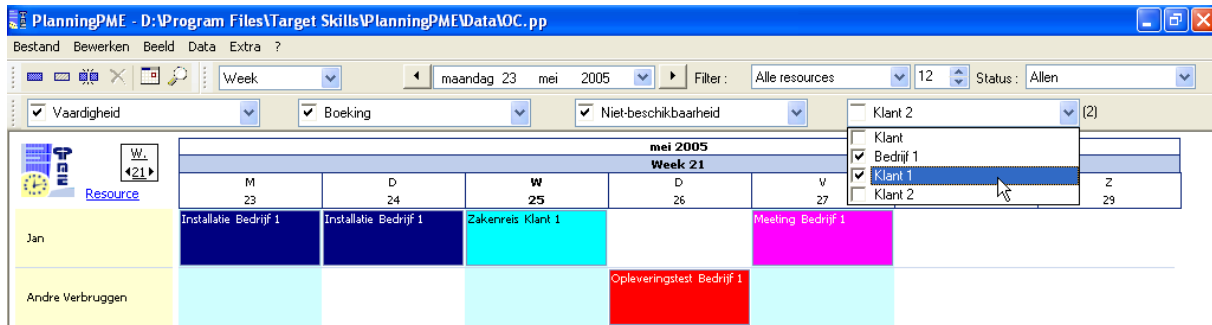 PlanningPME - D:\Program Files\Target Skills\PlanningPME\Data\OC.pp
Bestand Bewerken Beeld Data Extra ?
Week maandag 23 mei 2005 Filter : Alle resources 12 Status : Allen
Vaardigheid Boeking Niet-beschikbaarheid Klant 2 (2)
Klant
Bedrijf 1
Klant 1
Klant 2
PME
W.
21
Resource
mei 2005
Week 21
M D W D V Z
23 24 25 26 27 29
Jan
Installatie Bedrijf 1 Installatie Bedrijf 1 Zakenreis Klant 1 Meeting Bedrijf 1
Andre Verbruggen
Opleveringstest Bedrijf 1